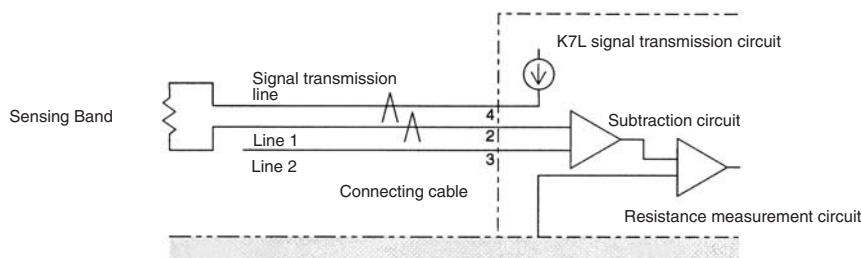 K7L signal transmission circuit
Signal transmission
line
Sensing Band
4
Subtraction circuit
2
Line 1
3
Line 2
Connecting cable
Resistance measurement circuit